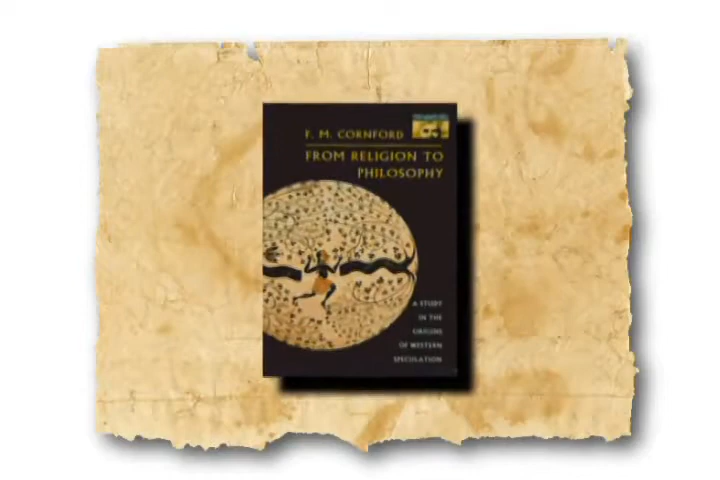 F. M. CORNFORD
FROM RELIGION TO
PHILOSOPHY
A STUDY
IN THE
ORIGINS
OF WESTERN
SPECULATION